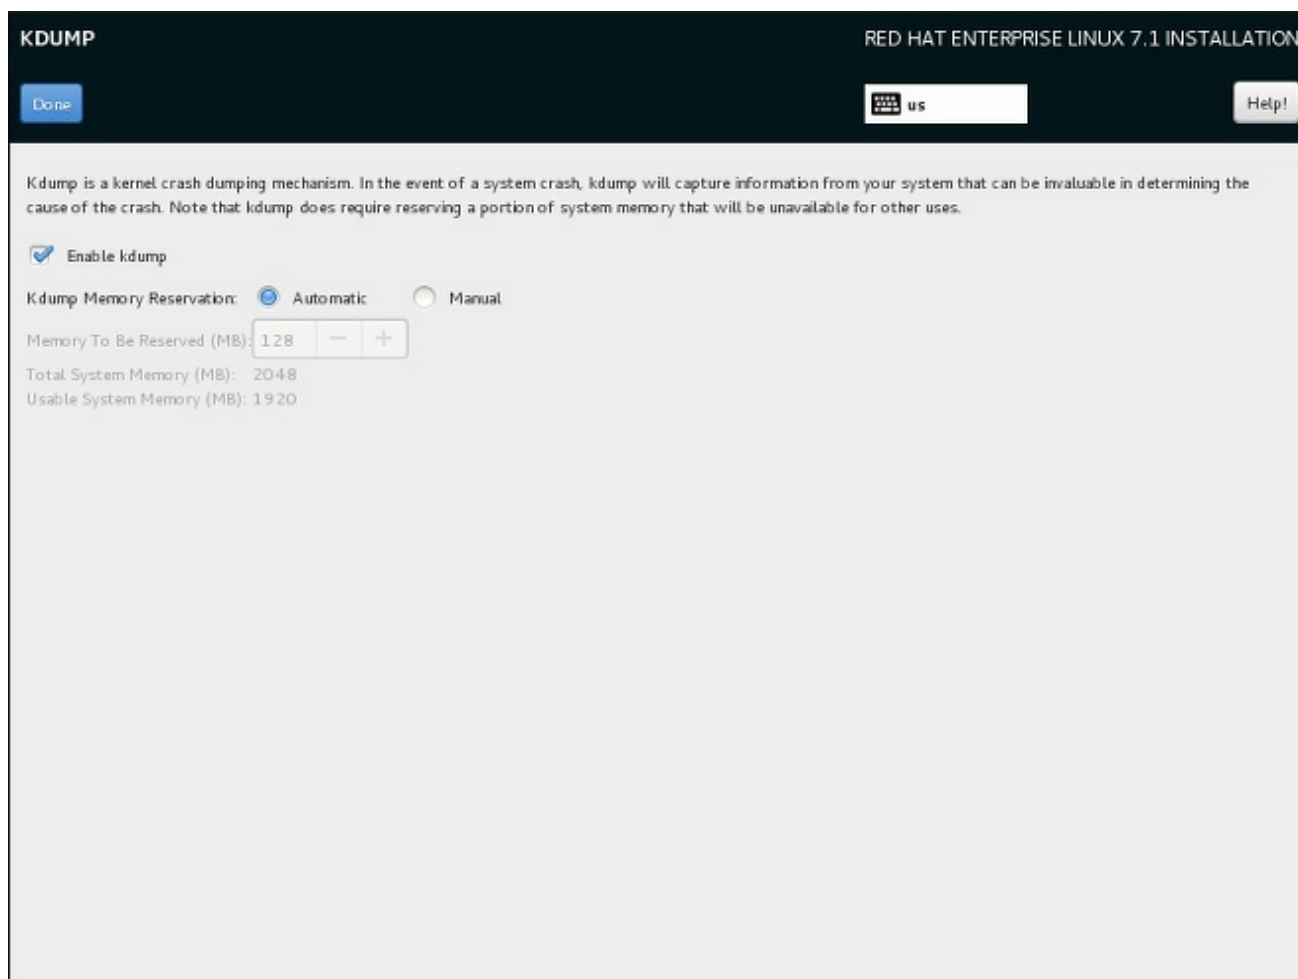 KDUMP
RED HAT ENTERPRISE LINUX 7.1 INSTALLATION
Done
us
Help!
Kdump is a kernel crash dumping mechanism. In the event of a system crash, kdump will capture information from your system that can be invaluable in determining the
cause of the crash. Note that kdump does require reserving a portion of system memory that will be unavailable for other uses.
Enable kdump
Kdump Memory Reservation: Automatic Manual
Memory To Be Reserved (MB): 128 − +
Total System Memory (MB): 2048
Usable System Memory (MB): 1920